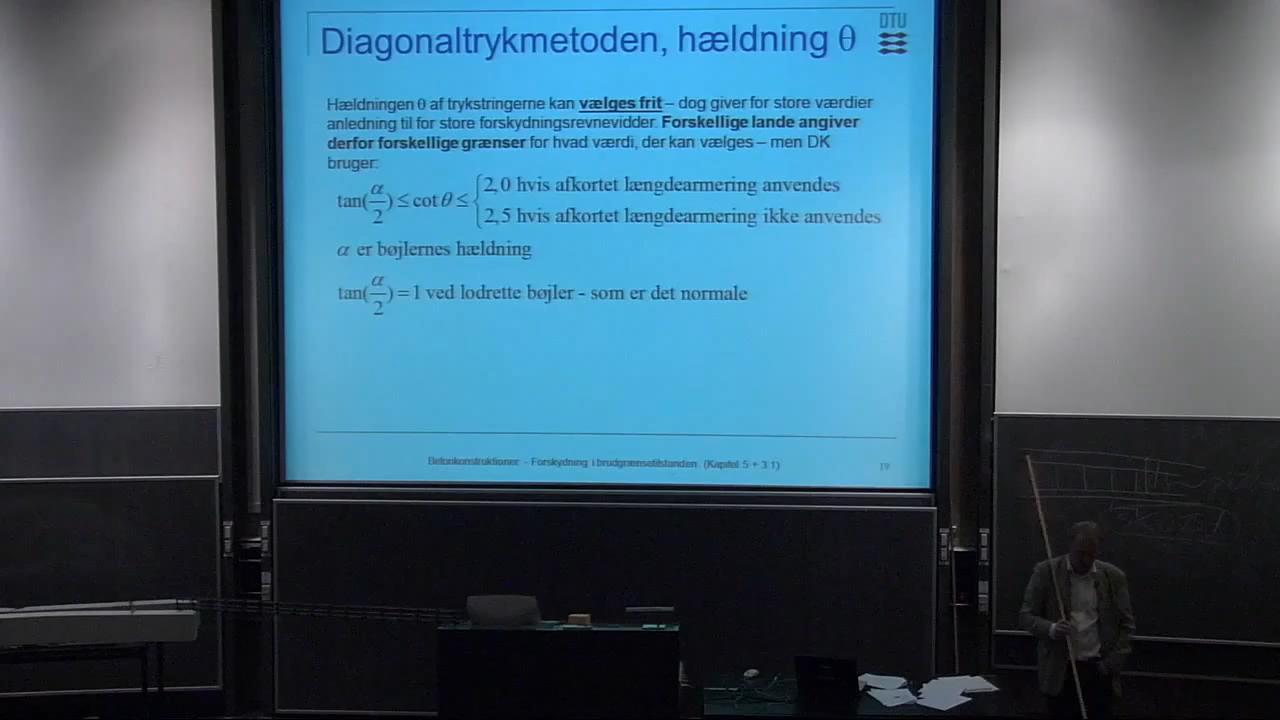 Diagonaltrykmetoden, hældning θ
DTU
Hældningen θ af trykstringerne kan vælges frit – dog giver for store værdier
anledning til for store forskydningsrevnevidder. Forskellige lande angiver
derfor forskellige grænser for hvad værdi, der kan vælges – men DK
bruger:
tan(α/2) ≤ cot θ ≤ { 2,0 hvis afkortet længdearmering anvendes
2,5 hvis afkortet længdearmering ikke anvendes
α er bøjlernes hældning
tan(α/2) = 1 ved lodrette bøjler - som er det normale
Betonkonstruktioner - Forskydning i brudgrænsetilstanden (Kapitel 5 + 3.1)
19